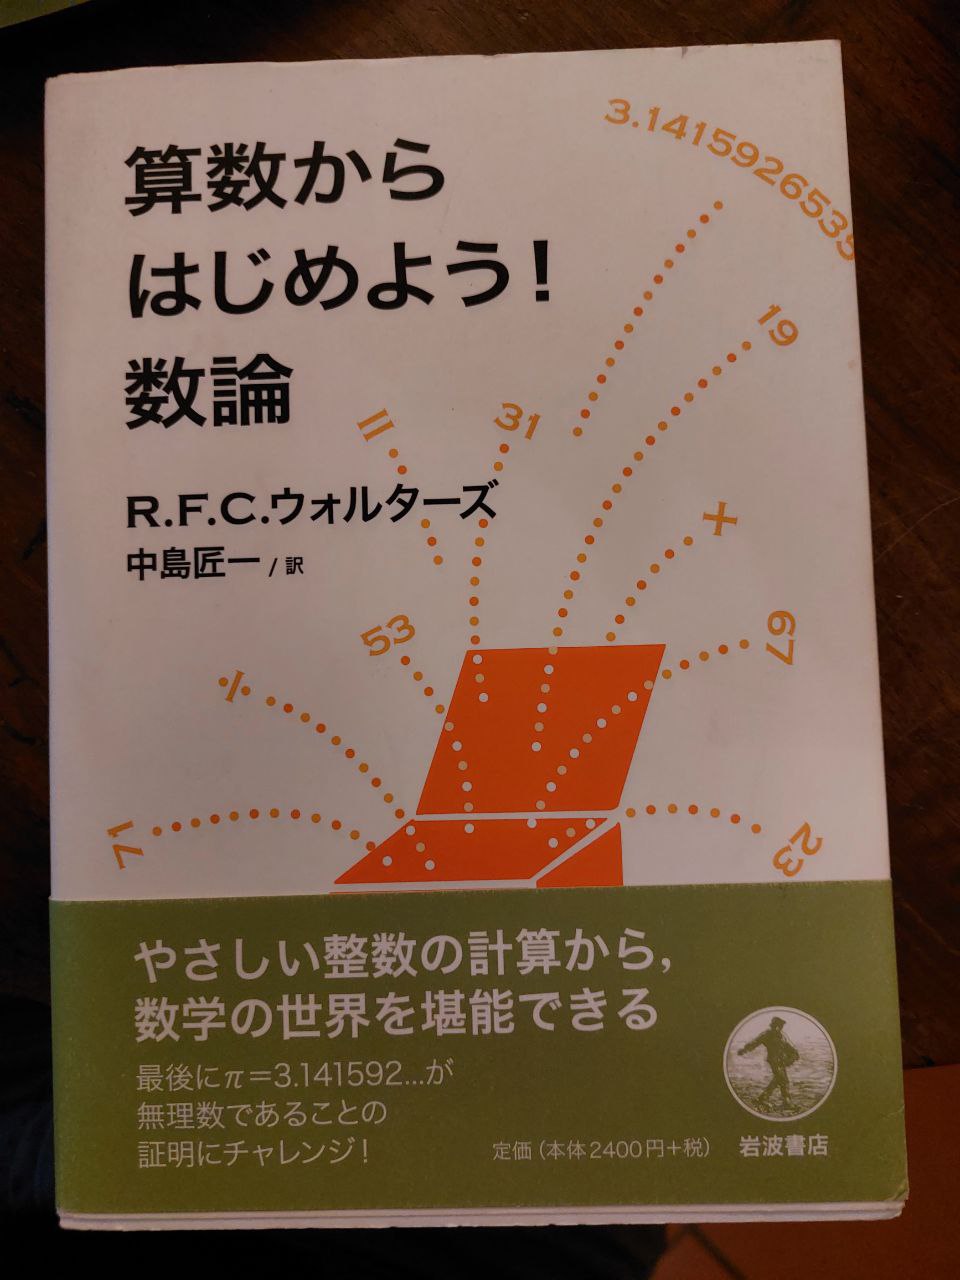 算数から
はじめよう!
数論
R.F.C.ウォルターズ
中島匠一/訳
3.1415926535
19
=
31
+
53
67
÷
71
23
やさしい整数の計算から,
数学の世界を堪能できる
最後にπ=3.141592...が
無理数であることの
証明にチャレンジ!
定価(本体2400円+税)
岩波書店